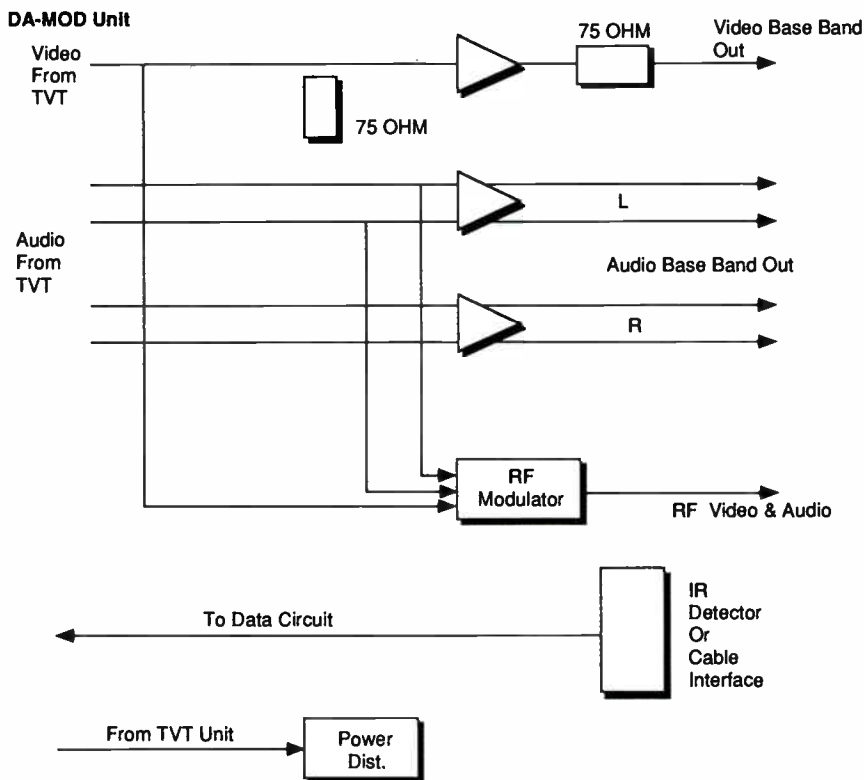 DA-MOD Unit
Video
From
TVT
75 OHM
Video Base Band
Out
75 OHM
L
Audio
From
TVT
Audio Base Band Out
R
RF
Modulator
RF Video & Audio
To Data Circuit
IR
Detector
Or
Cable
Interface
From TVT Unit
Power
Dist.